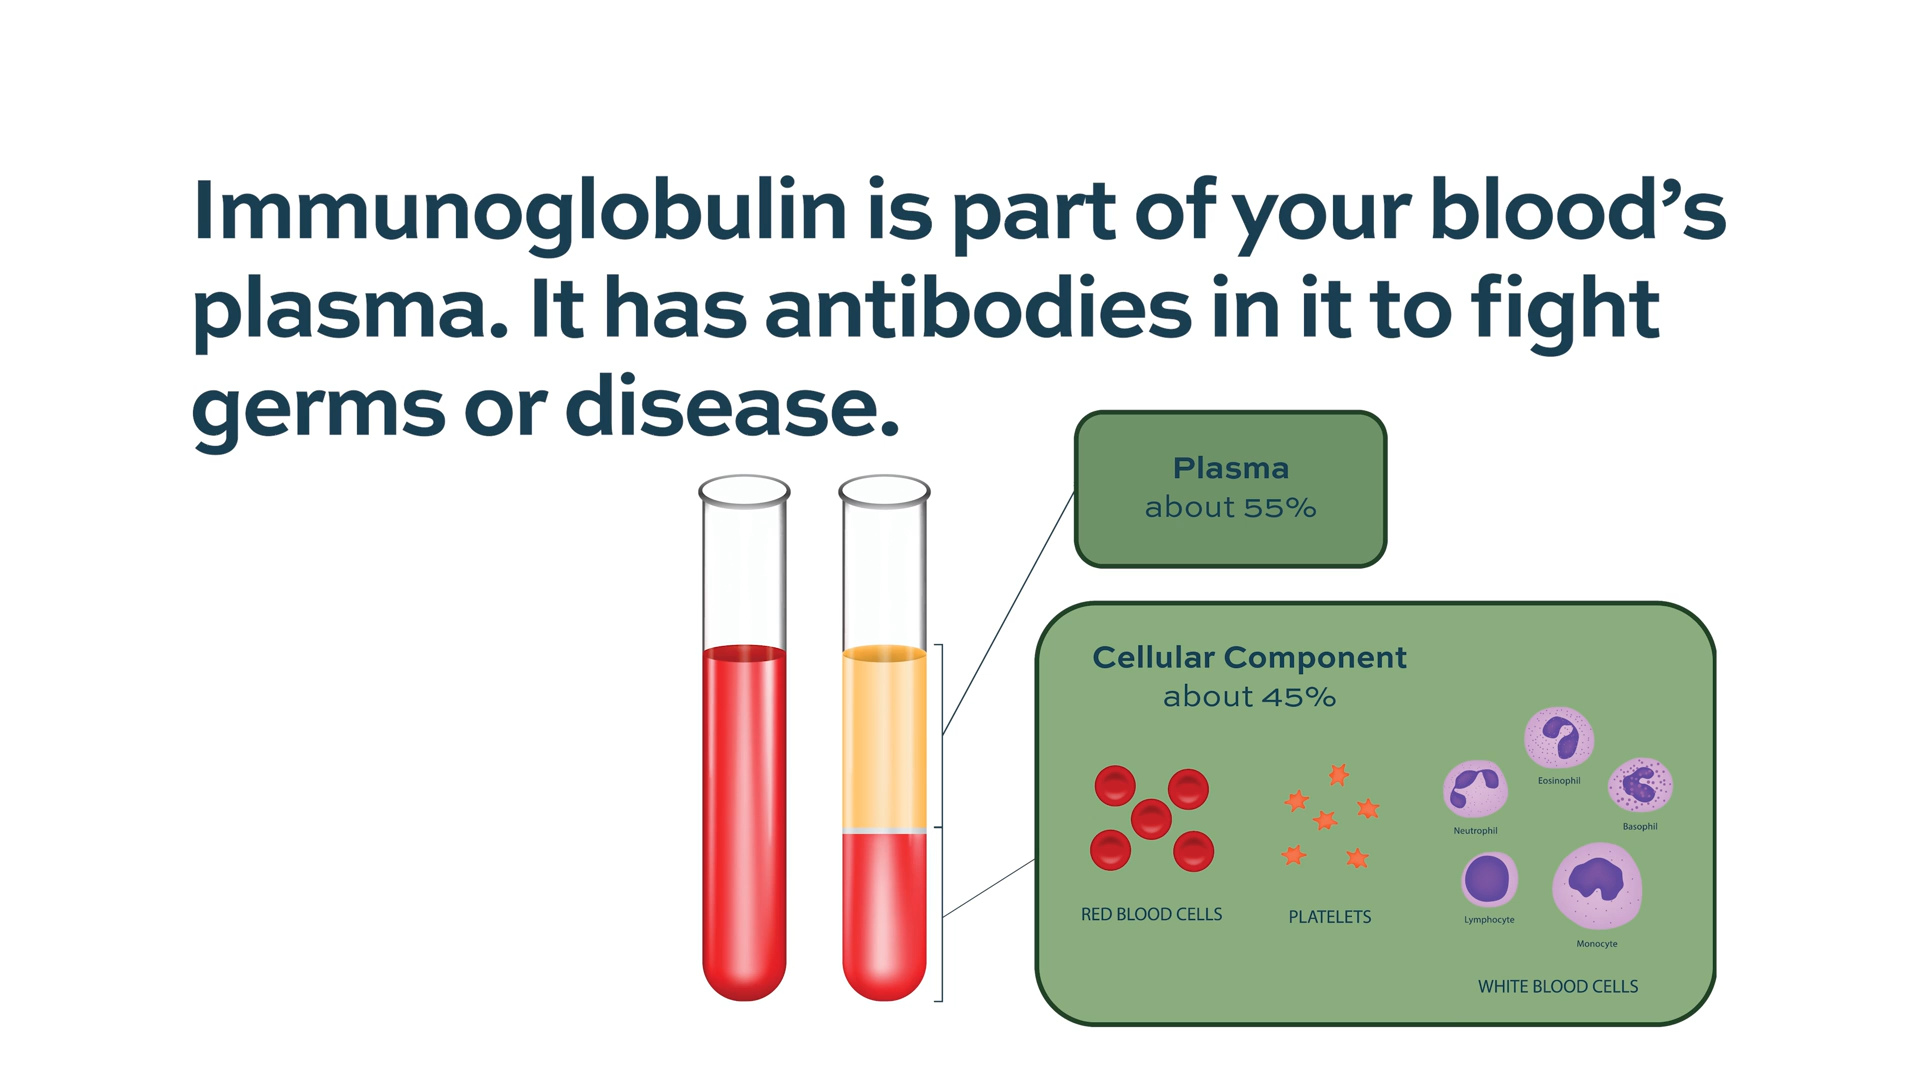 Immunoglobulin is part of your blood’s
plasma. It has antibodies in it to fight
germs or disease.
Plasma
about 55%
Cellular Component
about 45%
RED BLOOD CELLS
PLATELETS
Eosinophil
Neutrophil
Basophil
Lymphocyte
Monocyte
WHITE BLOOD CELLS